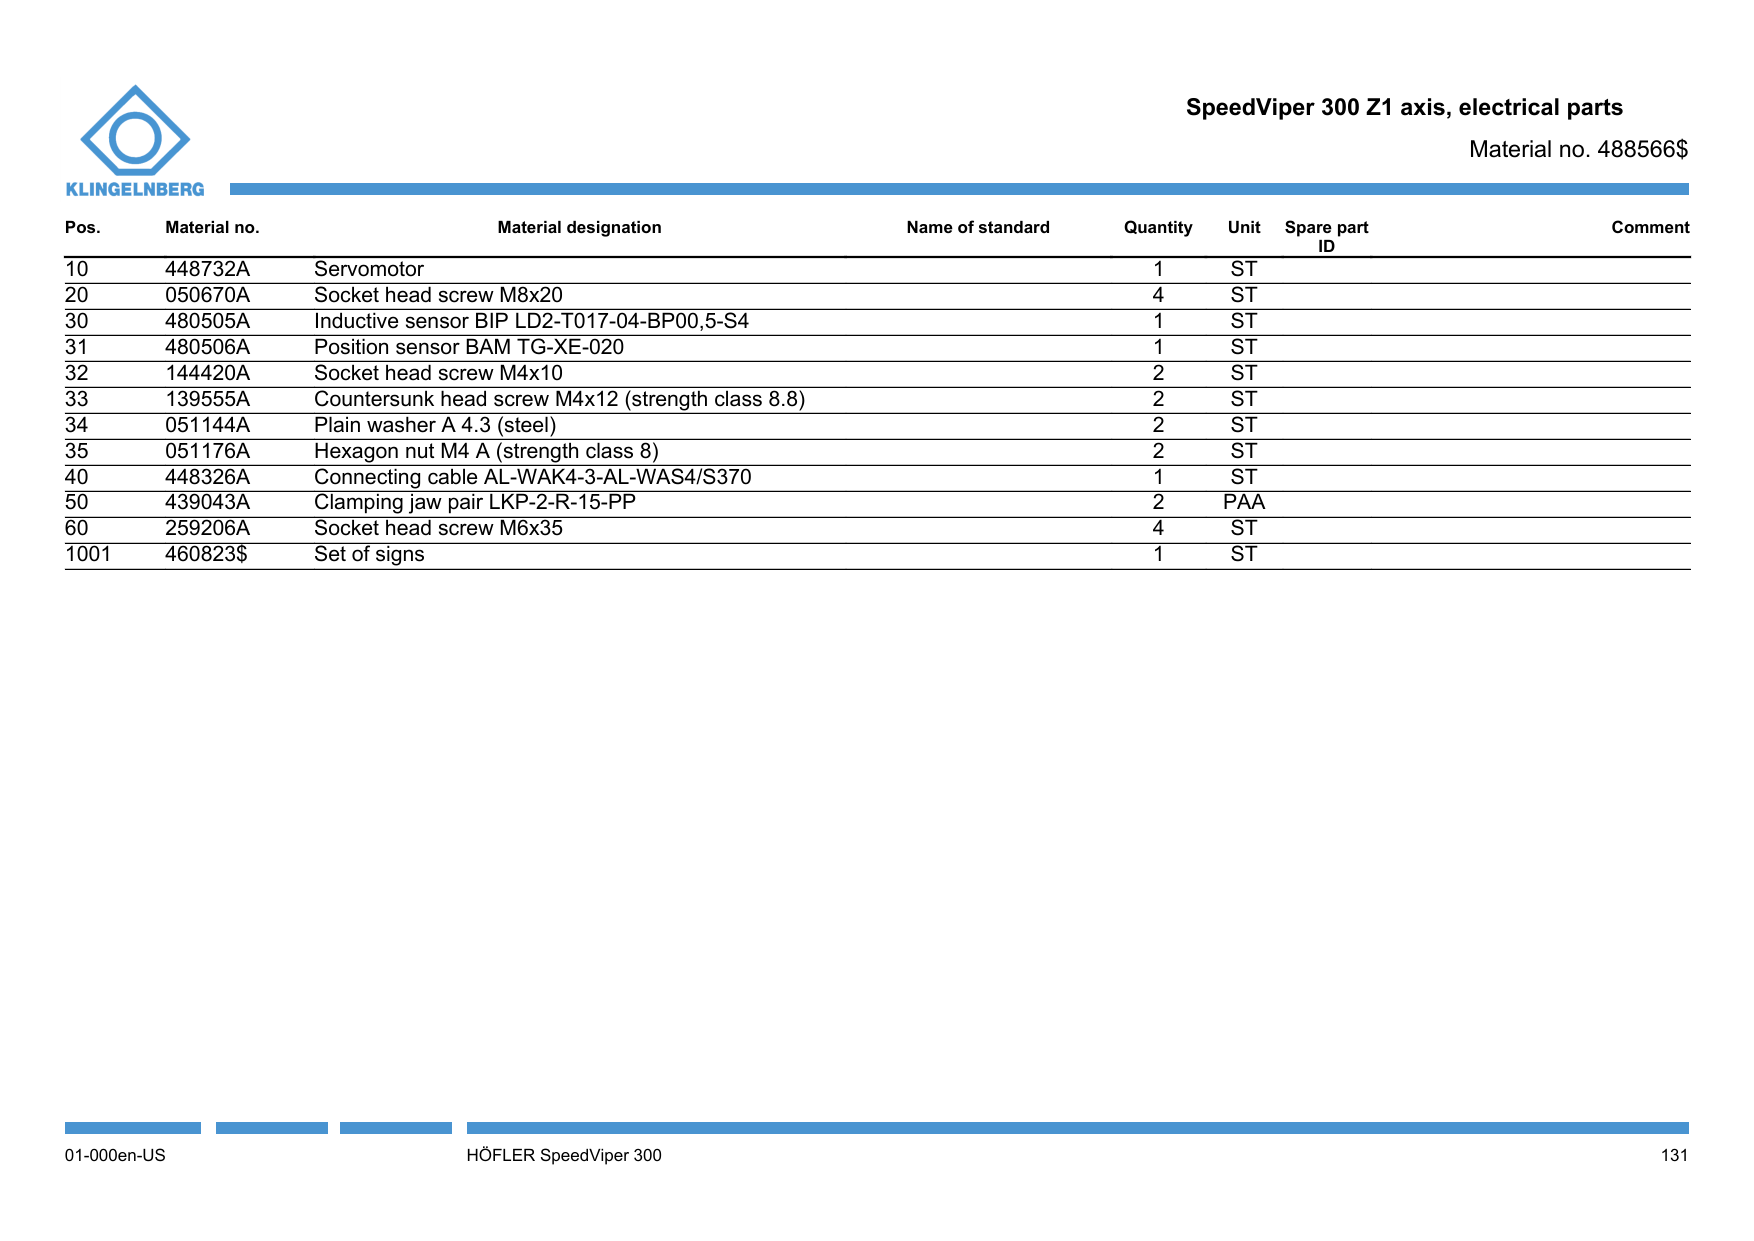 SpeedViper 300 Z1 axis, electrical parts
Material no. 488566$
KLINGELNBERG
Pos. Material no. Material designation Name of standard Quantity Unit Spare part ID Comment
10 448732A Servomotor 1 ST
20 050670A Socket head screw M8x20 4 ST
30 480505A Inductive sensor BIP LD2-T017-04-BP00,5-S4 1 ST
31 480506A Position sensor BAM TG-XE-020 1 ST
32 144420A Socket head screw M4x10 2 ST
33 139555A Countersunk head screw M4x12 (strength class 8.8) 2 ST
34 051144A Plain washer A 4.3 (steel) 2 ST
35 051176A Hexagon nut M4 A (strength class 8) 2 ST
40 448326A Connecting cable AL-WAK4-3-AL-WAS4/S370 1 ST
50 439043A Clamping jaw pair LKP-2-R-15-PP 2 PAA
60 259206A Socket head screw M6x35 4 ST
1001 460823$ Set of signs 1 ST
01-000en-US HÖFLER SpeedViper 300 131